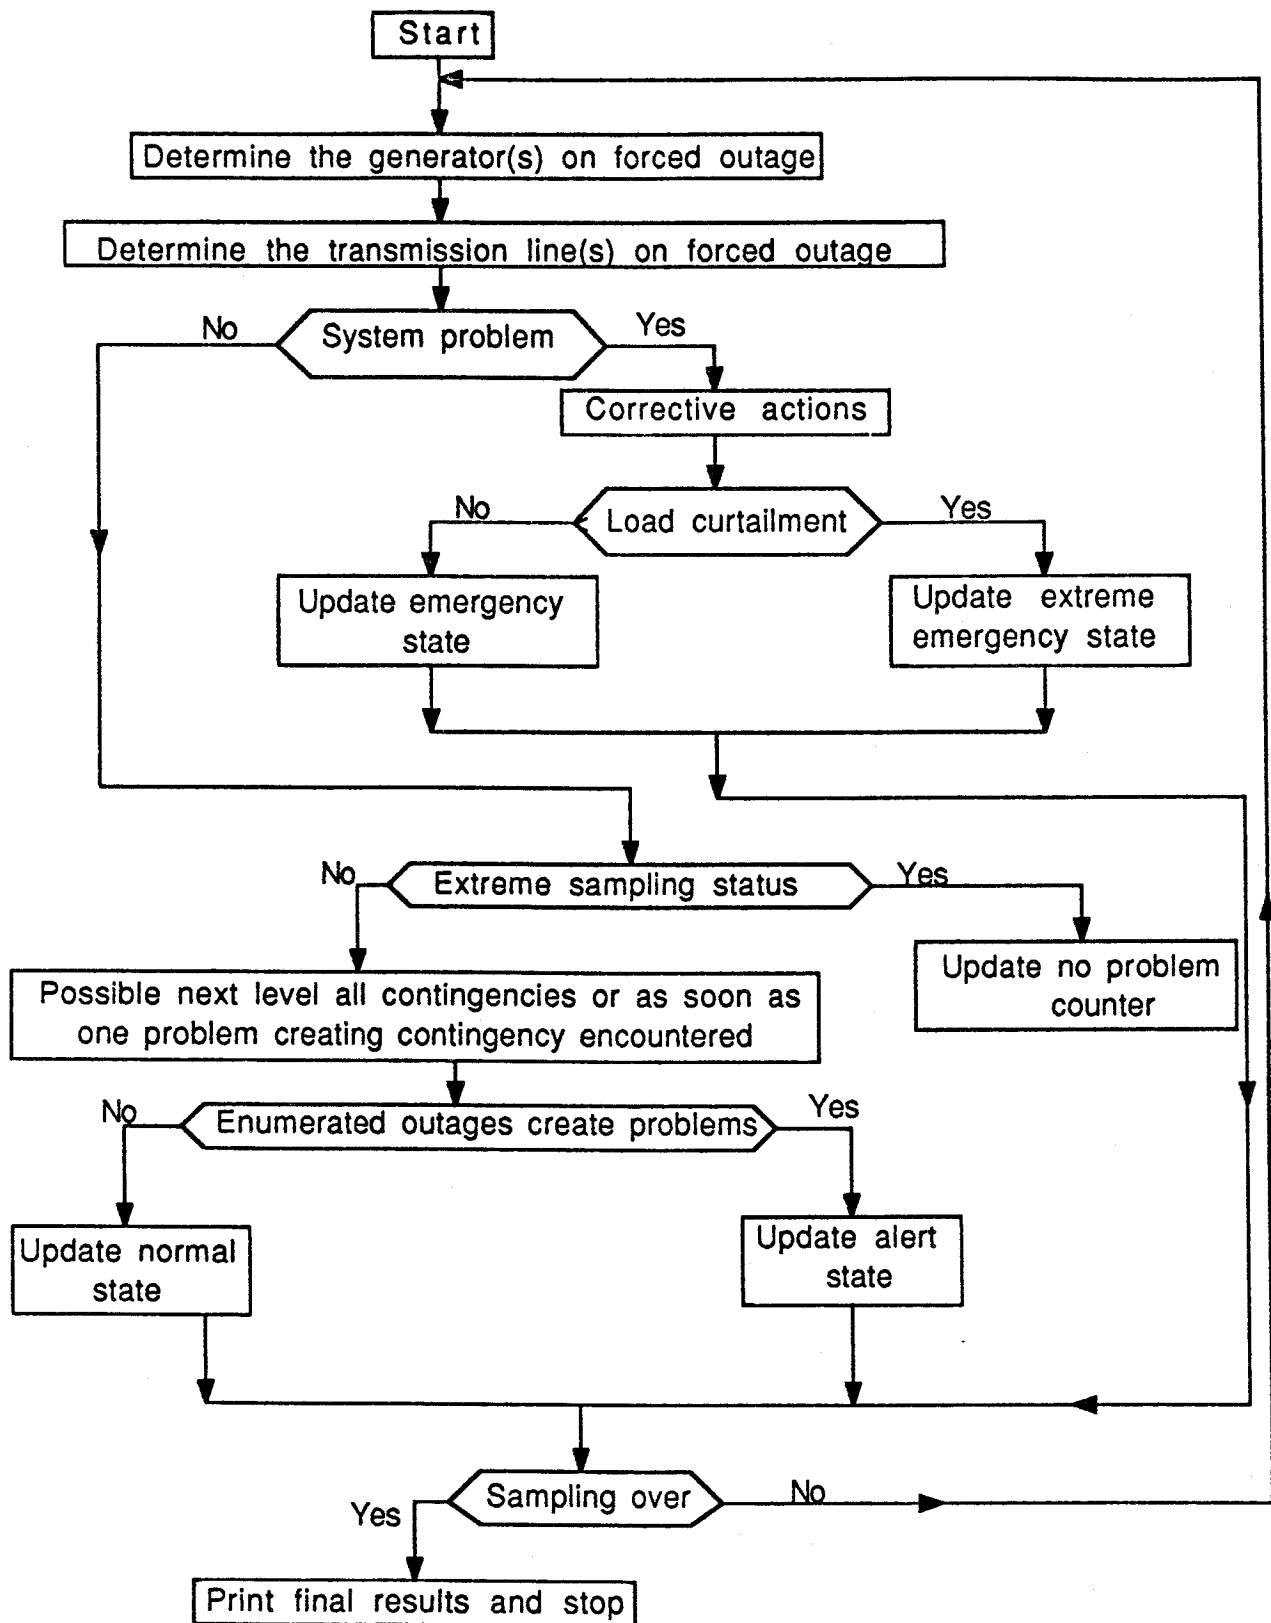 Start
Determine the generator(s) on forced outage
Determine the transmission line(s) on forced outage
No
System problem
Yes
Corrective actions
No
Load curtailment
Yes
Update emergency
state
Update extreme
emergency state
No
Extreme sampling status
Yes
Update no problem
counter
Possible next level all contingencies or as soon as
one problem creating contingency encountered
No
Enumerated outages create problems
Yes
Update normal
state
Update alert
state
Sampling over
No
Yes
Print final results and stop